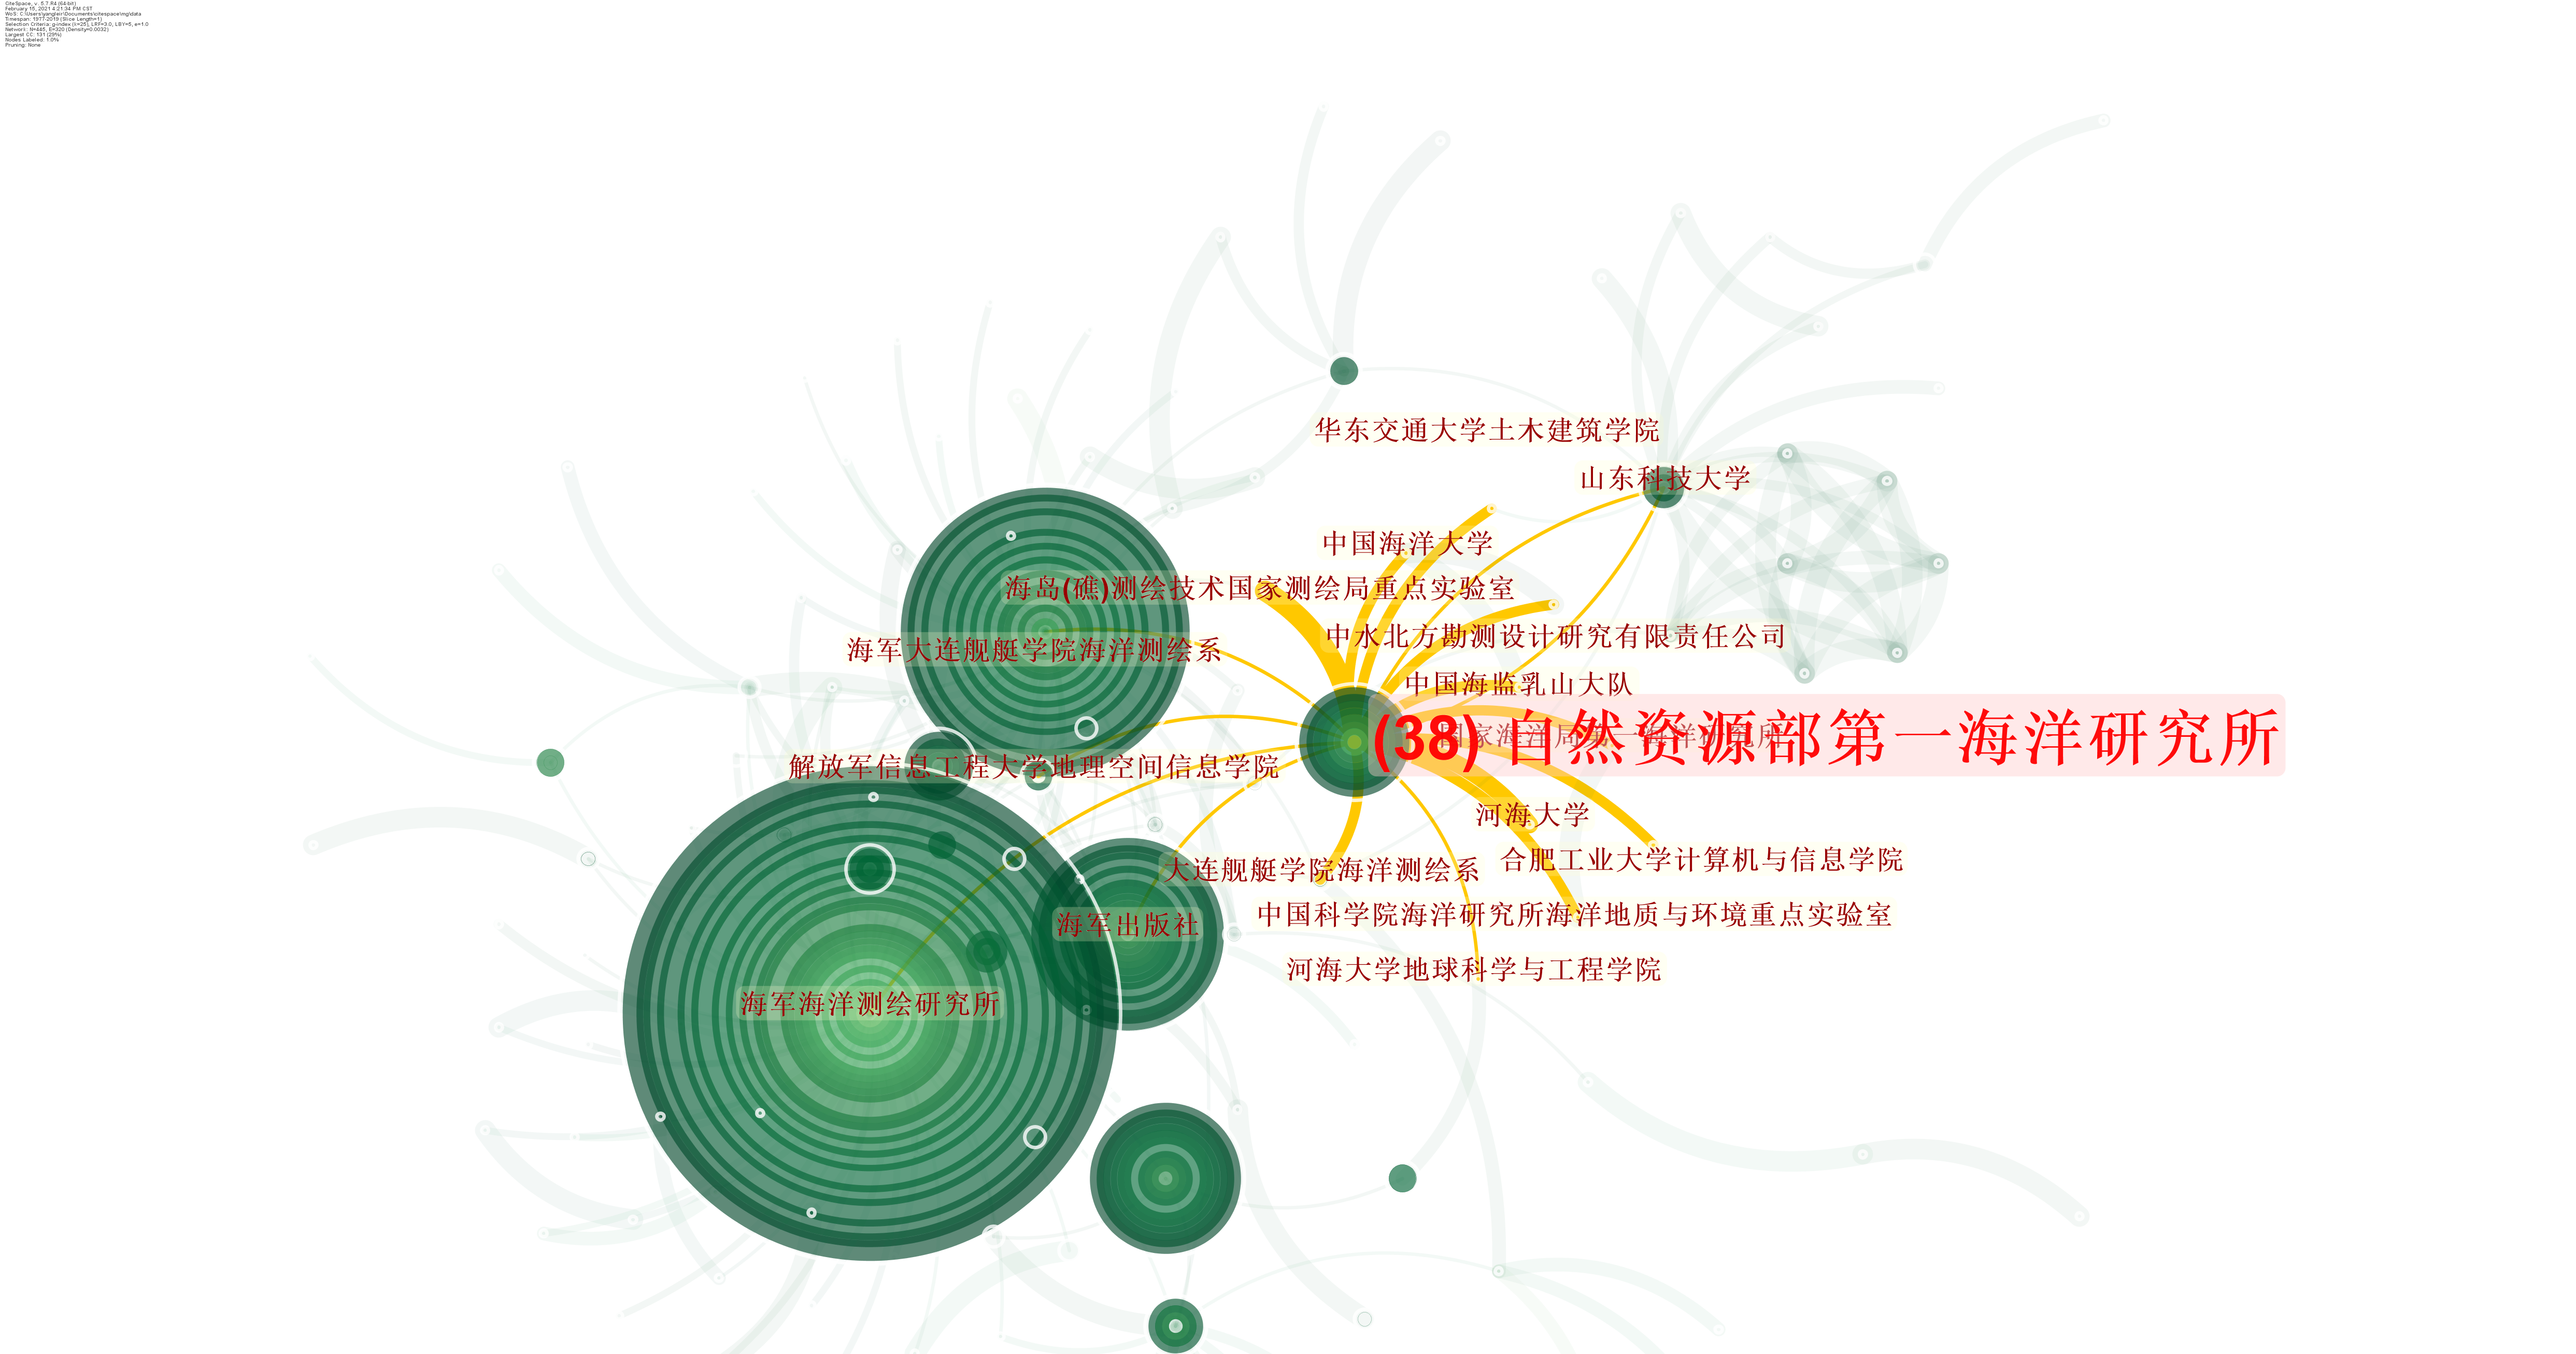 CiteSpace, v. 5.7.R4 (64-bit)
February 15, 2021 4:21:34 PM CST
WoS: C:\Users\yangleir\Documents\citespace\mg\data
Timespan: 1977-2019 (Slice Length=1)
Selection Criteria: g-index (k=25), LRF=3.0, LBY=5, e=1.0
Network: N=445, E=320 (Density=0.0032)
Largest CC: 131 (29%)
Nodes Labeled: 1.0%
Pruning: None
华东交通大学土木建筑学院
山东科技大学
中国海洋大学
海岛(礁)测绘技术国家测绘局重点实验室
中水北方勘测设计研究有限责任公司
海军大连舰艇学院海洋测绘系
中国海监乳山大队
国家海洋局第一海洋研究所
(38) 自然资源部第一海洋研究所
解放军信息工程大学地理空间信息学院
河海大学
合肥工业大学计算机与信息学院
大连舰艇学院海洋测绘系
中国科学院海洋研究所海洋地质与环境重点实验室
海军出版社
河海大学地球科学与工程学院
海军海洋测绘研究所